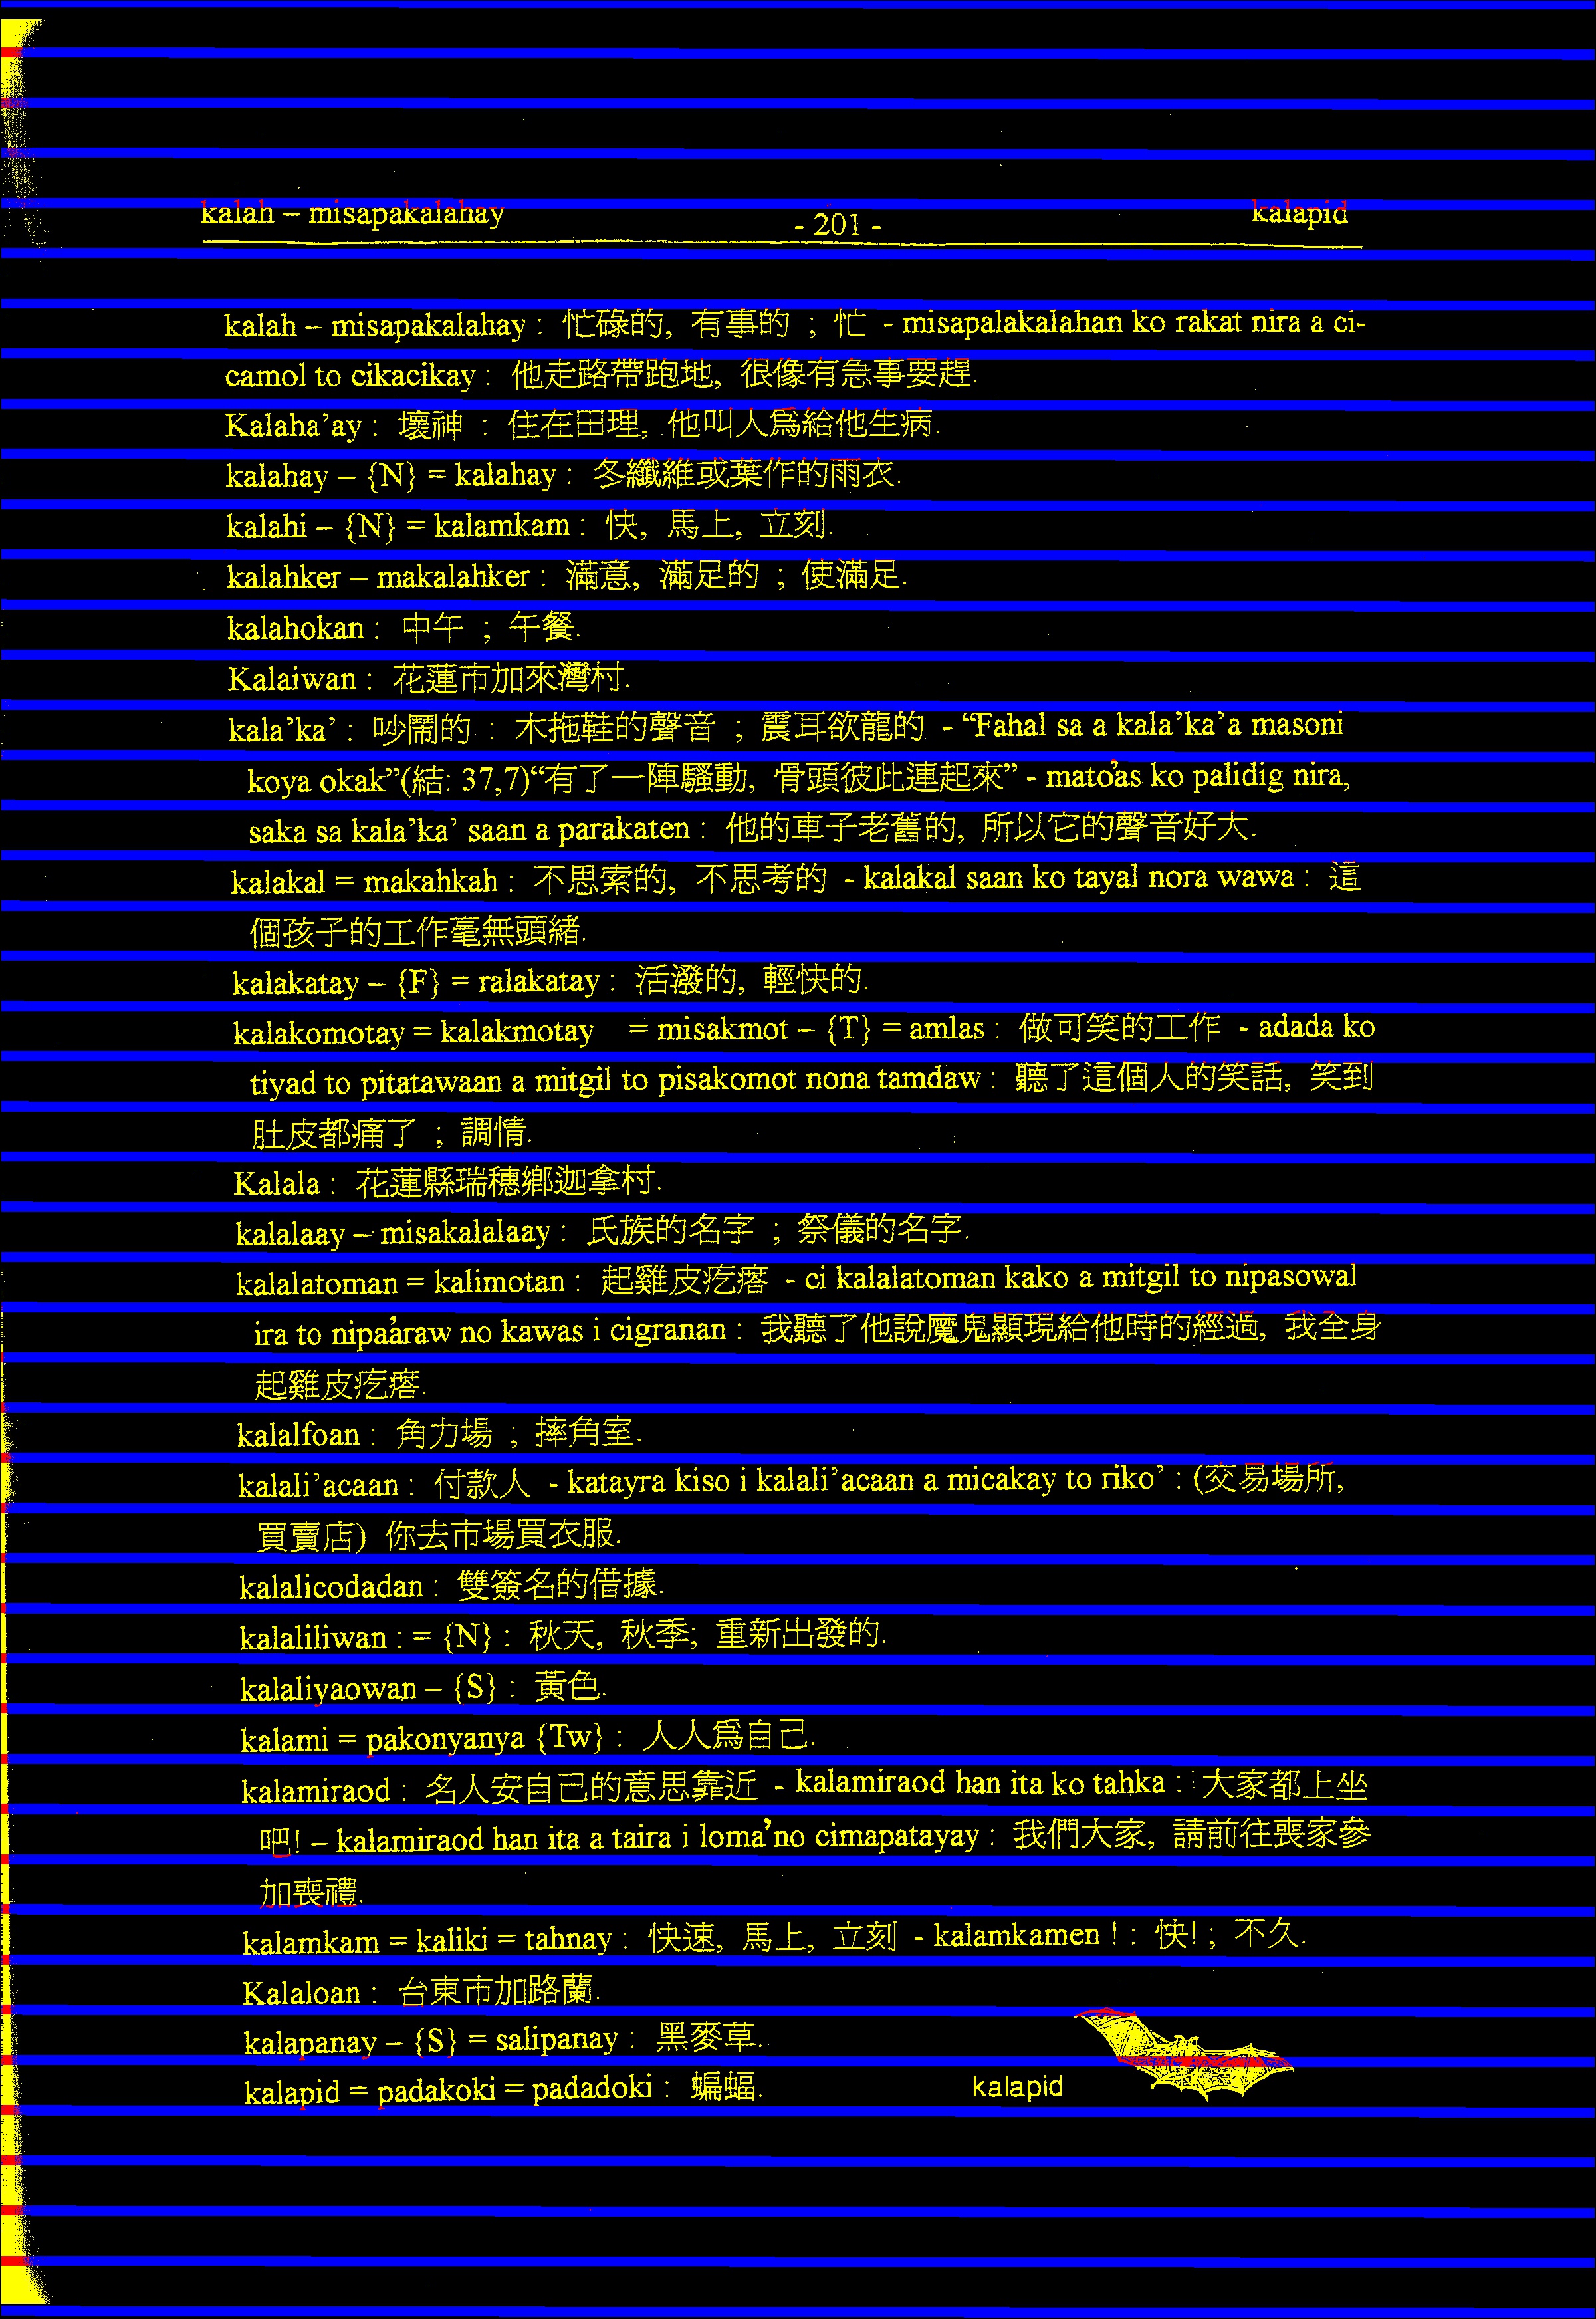 kalah – misapakalahay - 201 - kalapid
kalah – misapakalahay : 忙碌的, 有事的 ; 忙 - misapalakalahan ko rakat nira a ci-
camol to cikacikay : 他走路帶跑地, 很像有急事要趕.
Kalaha'ay : 壞神 : 住在田理, 他叫人爲給他生病.
kalahay – {N} = kalahay : 冬纖維或葉作的雨衣.
kalahi – {N} = kalamkam : 快, 馬上, 立刻.
kalahker – makalahker : 滿意, 滿足的 ; 使滿足.
kalahokan : 中午 ; 午餐.
Kalaiwan : 花蓮市加來灣村.
kala'ka' : 吵鬧的 : 木拖鞋的聲音 ; 震耳欲龍的 - “Fahal sa a kala'ka'a masoni
koya okak”(結: 37,7)“有了一陣騷動, 骨頭彼此連起來” - mato'as ko palidig nira,
saka sa kala'ka' saan a parakaten : 他的車子老舊的, 所以它的聲音好大.
kalakal = makahkah : 不思索的, 不思考的 - kalakal saan ko tayal nora wawa : 這
個孩子的工作毫無頭緒.
kalakatay – {F} = ralakatay : 活潑的, 輕快的.
kalakomotay = kalakmotay = misakmot – {T} = amlas : 做可笑的工作 - adada ko
tiyad to pitatawaan a mitgil to pisakomot nona tamdaw : 聽了這個人的笑話, 笑到
肚皮都痛了 ; 調情.
Kalala : 花蓮縣瑞穗鄉迦拿村.
kalalaay – misakalalaay : 氏族的名字 ; 祭儀的名字.
kalalatoman = kalimotan : 起雞皮疙瘩 - ci kalalatoman kako a mitgil to nipasowal
ira to nipa'araw no kawas i cigranan : 我聽了他說魔鬼顯現給他時的經過, 我全身
起雞皮疙瘩.
kalalfoan : 角力場 ; 摔角室.
kalali'acaan : 付款人 - katayra kiso i kalali'acaan a micakay to riko' : (交易場所,
買賣店) 你去市場買衣服.
kalalicodadan : 雙簽名的借據.
kalaliliwan : = {N} : 秋天, 秋季; 重新出發的.
kalaliyaowan – {S} : 黃色.
kalami = pakonyanya {Tw} : 人人爲自己.
kalamiraod : 名人安自己的意思靠近 - kalamiraod han ita ko tahka : 大家都上坐
吧! – kalamiraod han ita a taira i loma'no cimapatayay : 我們大家, 請前往喪家參
加喪禮.
kalamkam = kaliki = tahnay : 快速, 馬上, 立刻 - kalamkamen ! : 快! ; 不久.
Kalaloan : 台東市加路蘭.
kalapanay – {S} = salipanay : 黑麥草.
kalapid = padakoki = padadoki : 蝙蝠. kalapid